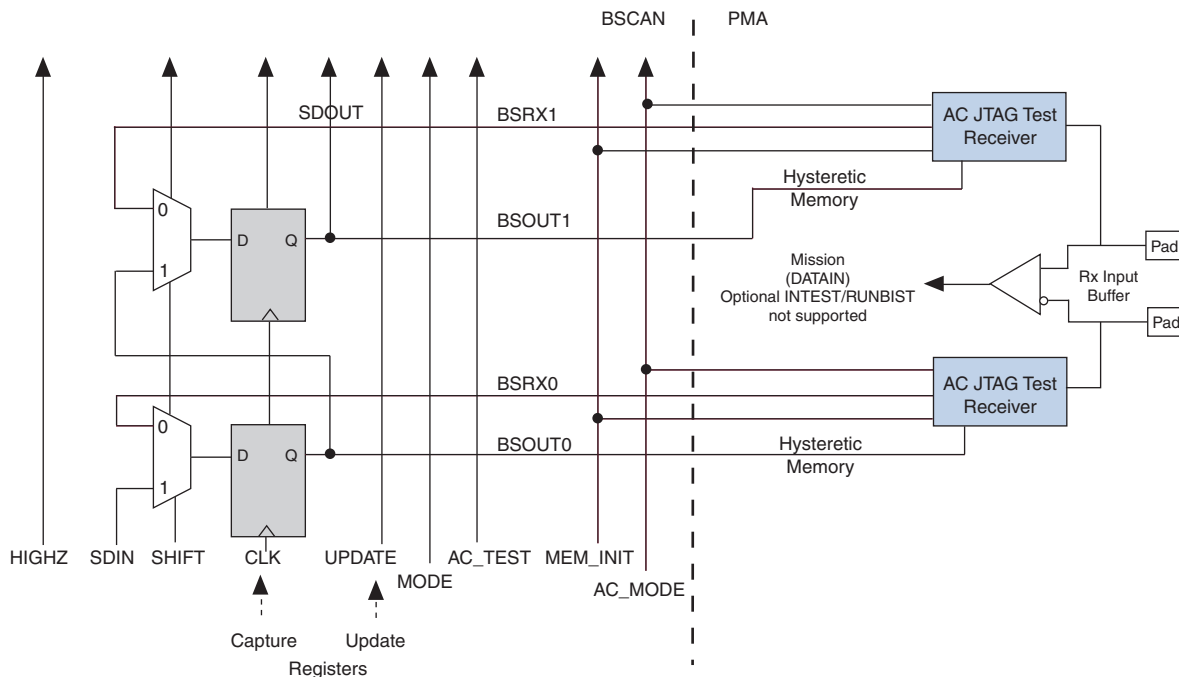 BSCAN
PMA
SDOUT
BSRX1
AC JTAG Test
Receiver
0
Hysteretic
Memory
D
Q
BSOUT1
1
Pad
Mission
(DATAIN)
Optional INTEST/RUNBIST
not supported
Rx Input
Buffer
Pad
BSRX0
AC JTAG Test
Receiver
0
D
Q
BSOUT0
Hysteretic
Memory
1
HIGHZ
SDIN
SHIFT
CLK
UPDATE
MODE
AC_TEST
MEM_INIT
AC_MODE
Capture
Update
Registers